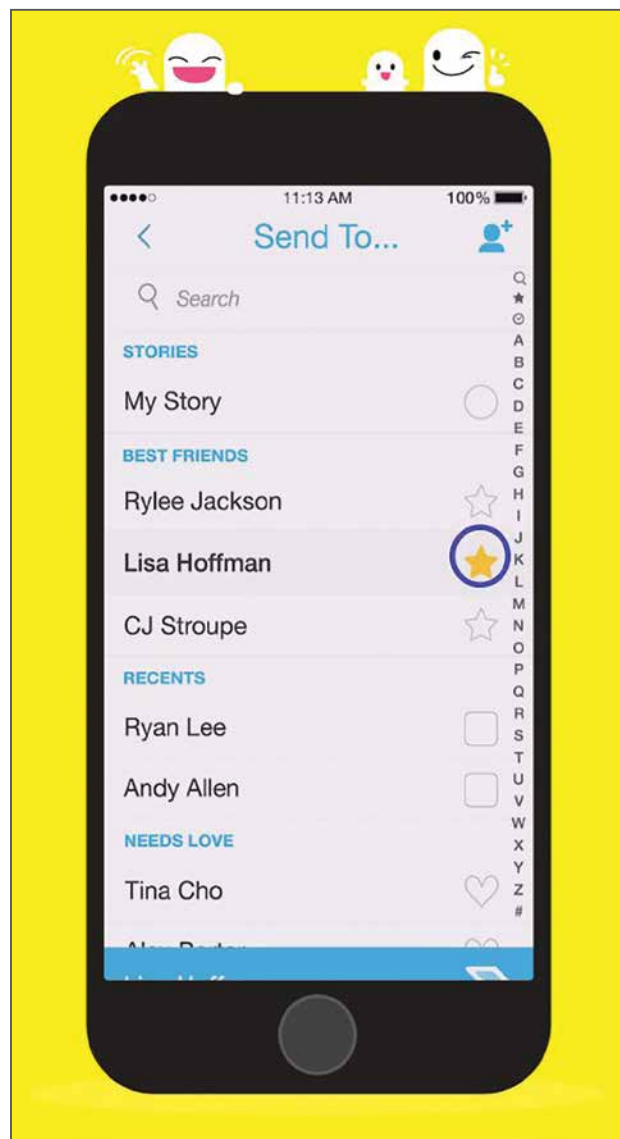 11:13 AM 100%
Send To...
Search
STORIES
My Story
BEST FRIENDS
Rylee Jackson
Lisa Hoffman
CJ Stroupe
RECENTS
Ryan Lee
Andy Allen
NEEDS LOVE
Tina Cho
A
B
C
D
E
F
G
H
I
J
K
L
M
N
O
P
Q
R
S
T
U
V
W
X
Y
Z
#